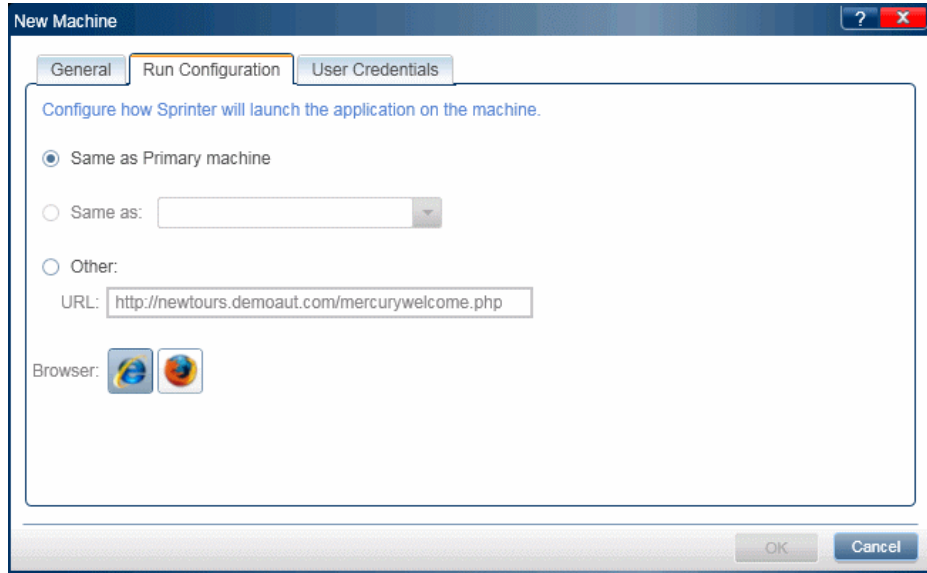 New Machine
?
General
Run Configuration
User Credentials
Configure how Sprinter will launch the application on the machine.
Same as Primary machine
Same as:
Other:
URL: http://newtours.demoaut.com/mercurywelcome.php
Browser:
OK
Cancel